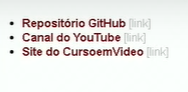 Repositório GitHub [link]
Canal do YouTube [link]
Site do CursoemVideo [link]